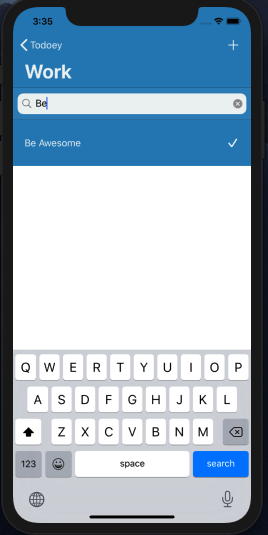 3:35
Todoey
Work
Be
Be Awesome
Q W E R T Y U I O P
A S D F G H J K L
Z X C V B N M
123 space search